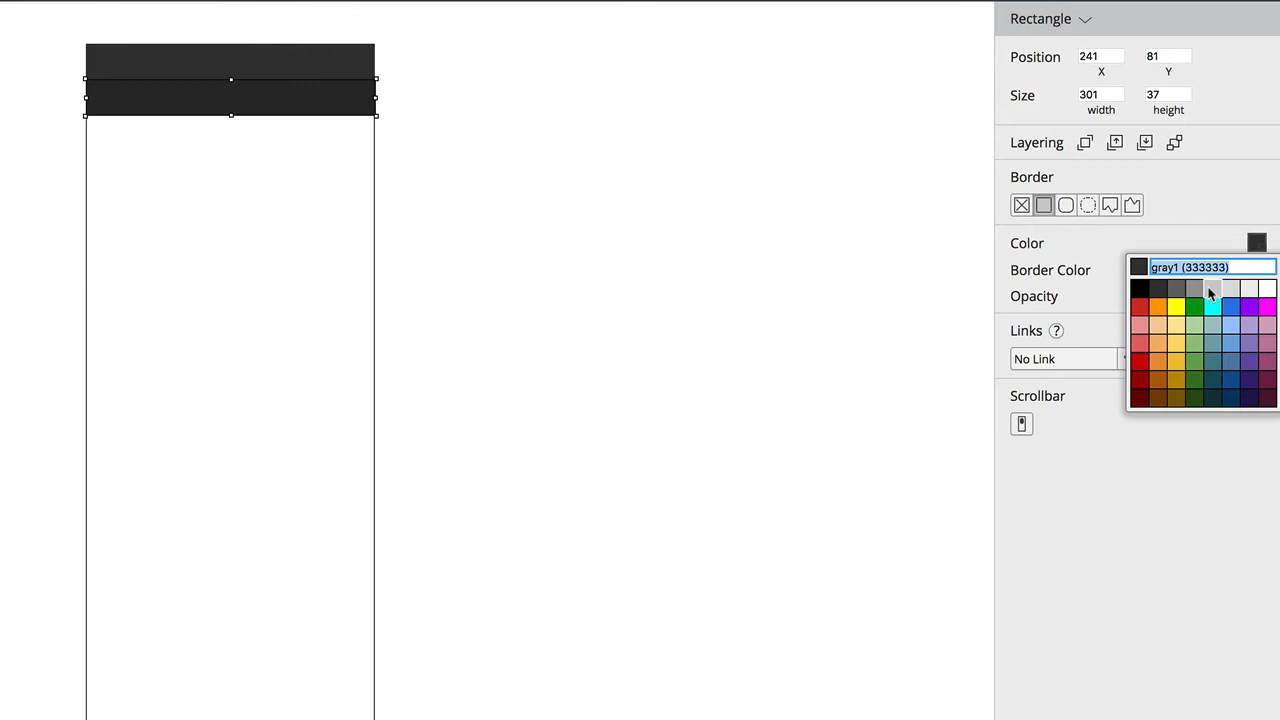 Rectangle
Position 241 81
X Y
Size 301 37
width height
Layering
Border
Color
gray1 (333333)
Border Color
Opacity
Links ?
No Link
Scrollbar